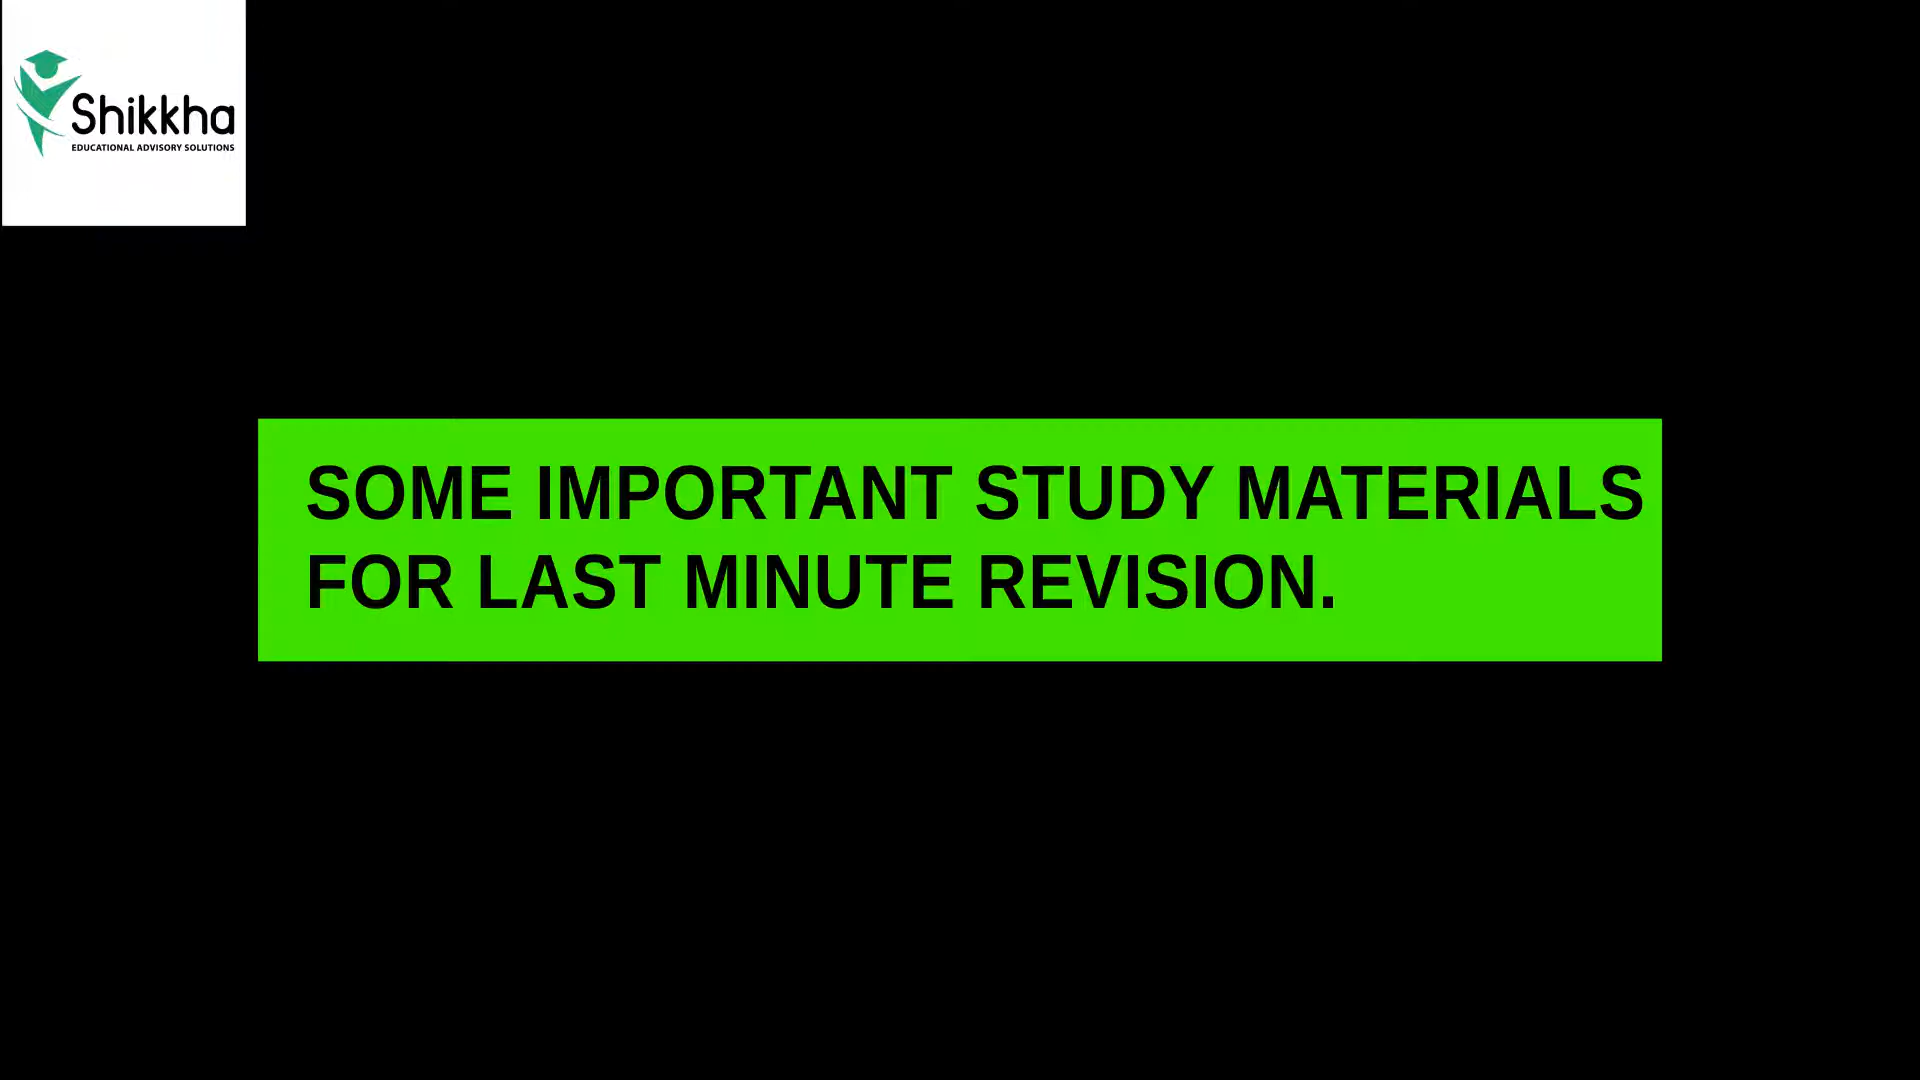 Shikkha
EDUCATIONAL ADVISORY SOLUTIONS
SOME IMPORTANT STUDY MATERIALS
FOR LAST MINUTE REVISION.